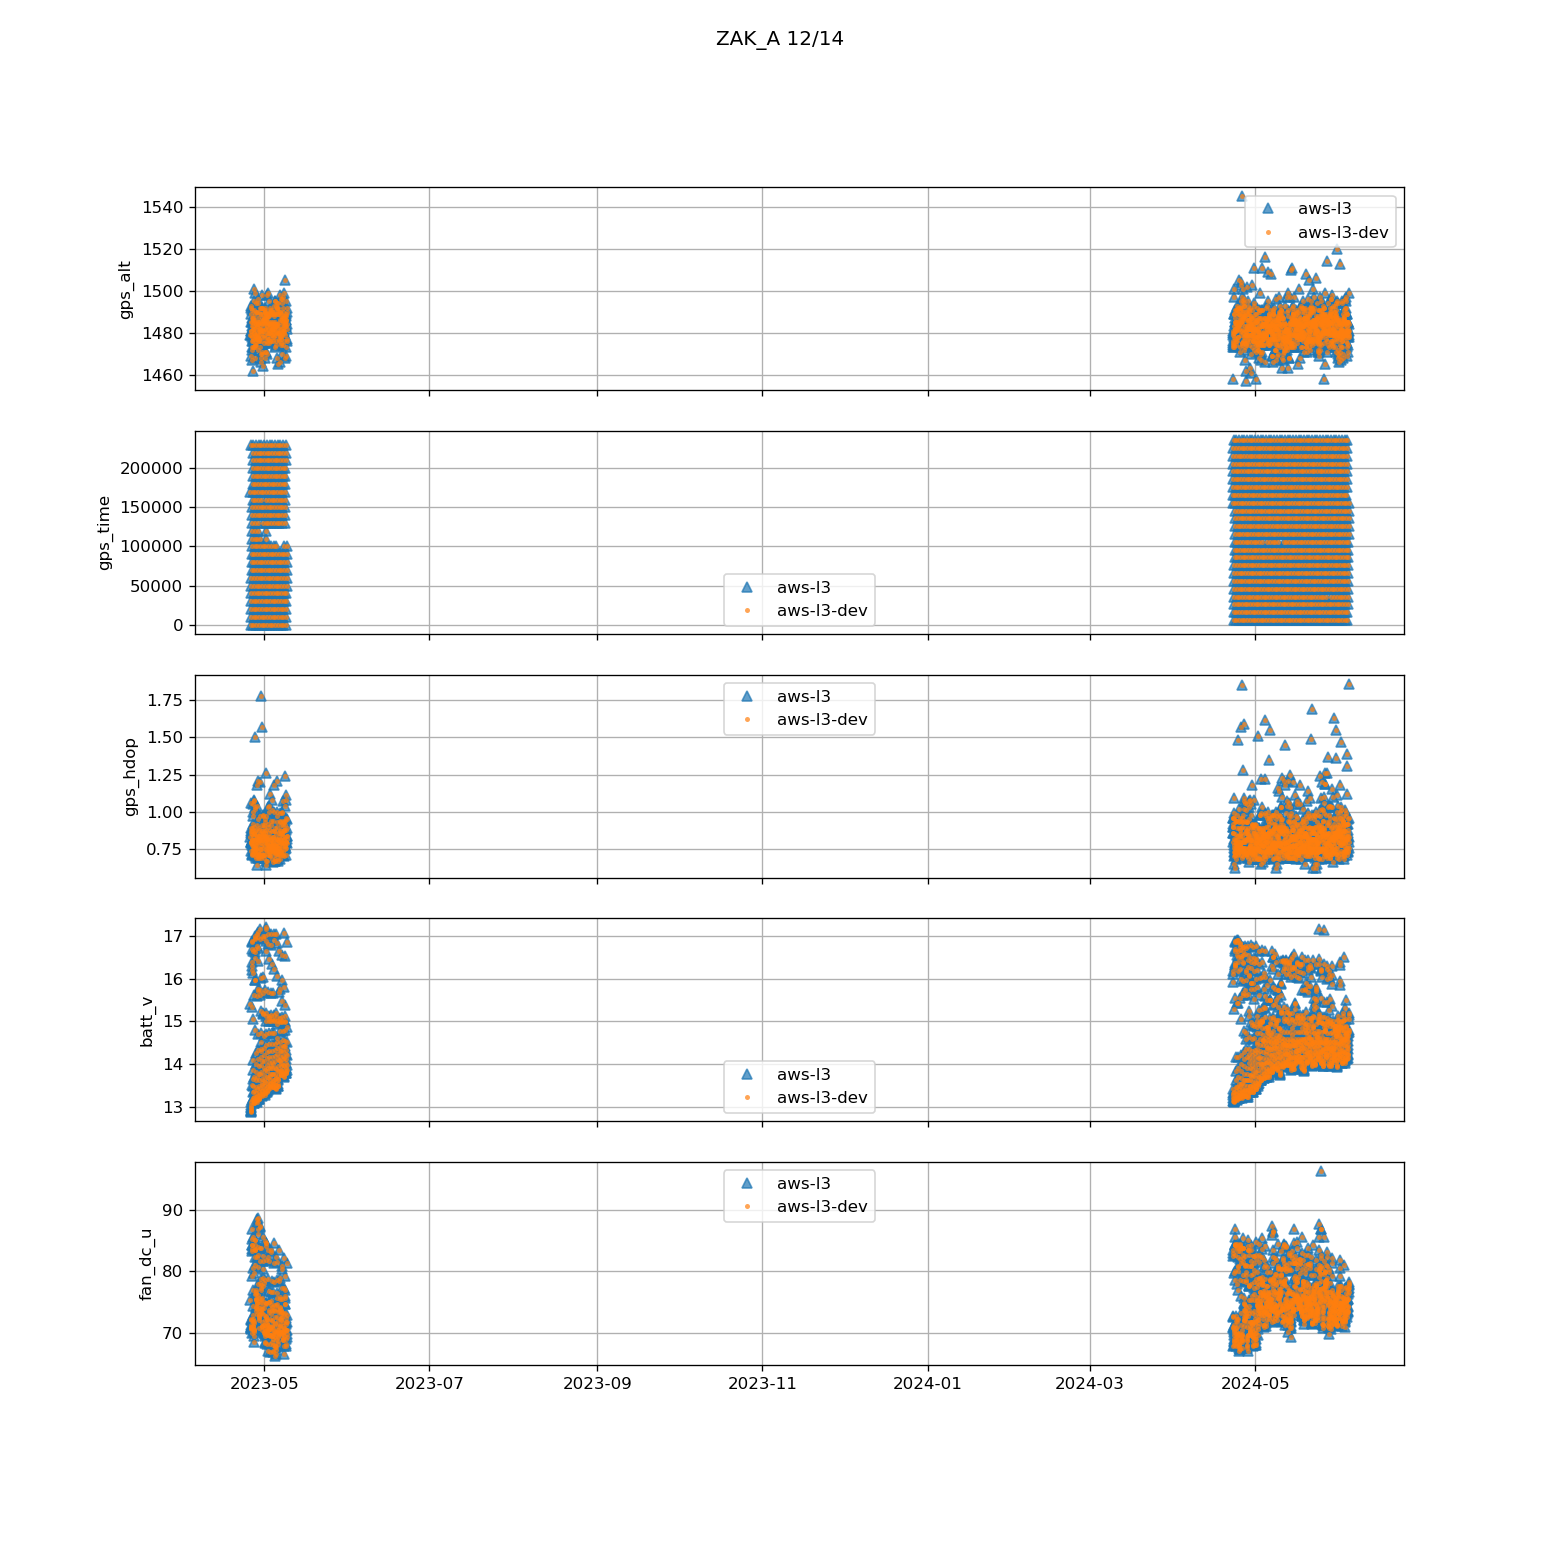 ZAK_A 12/14
gps_alt
1540
1520
1500
1480
1460
aws-l3
aws-l3-dev
gps_time
200000
150000
100000
50000
0
aws-l3
aws-l3-dev
gps_hdop
1.75
1.50
1.25
1.00
0.75
aws-l3
aws-l3-dev
batt_v
17
16
15
14
13
aws-l3
aws-l3-dev
fan_dc_u
90
80
70
aws-l3
aws-l3-dev
2023-05 2023-07 2023-09 2023-11 2024-01 2024-03 2024-05